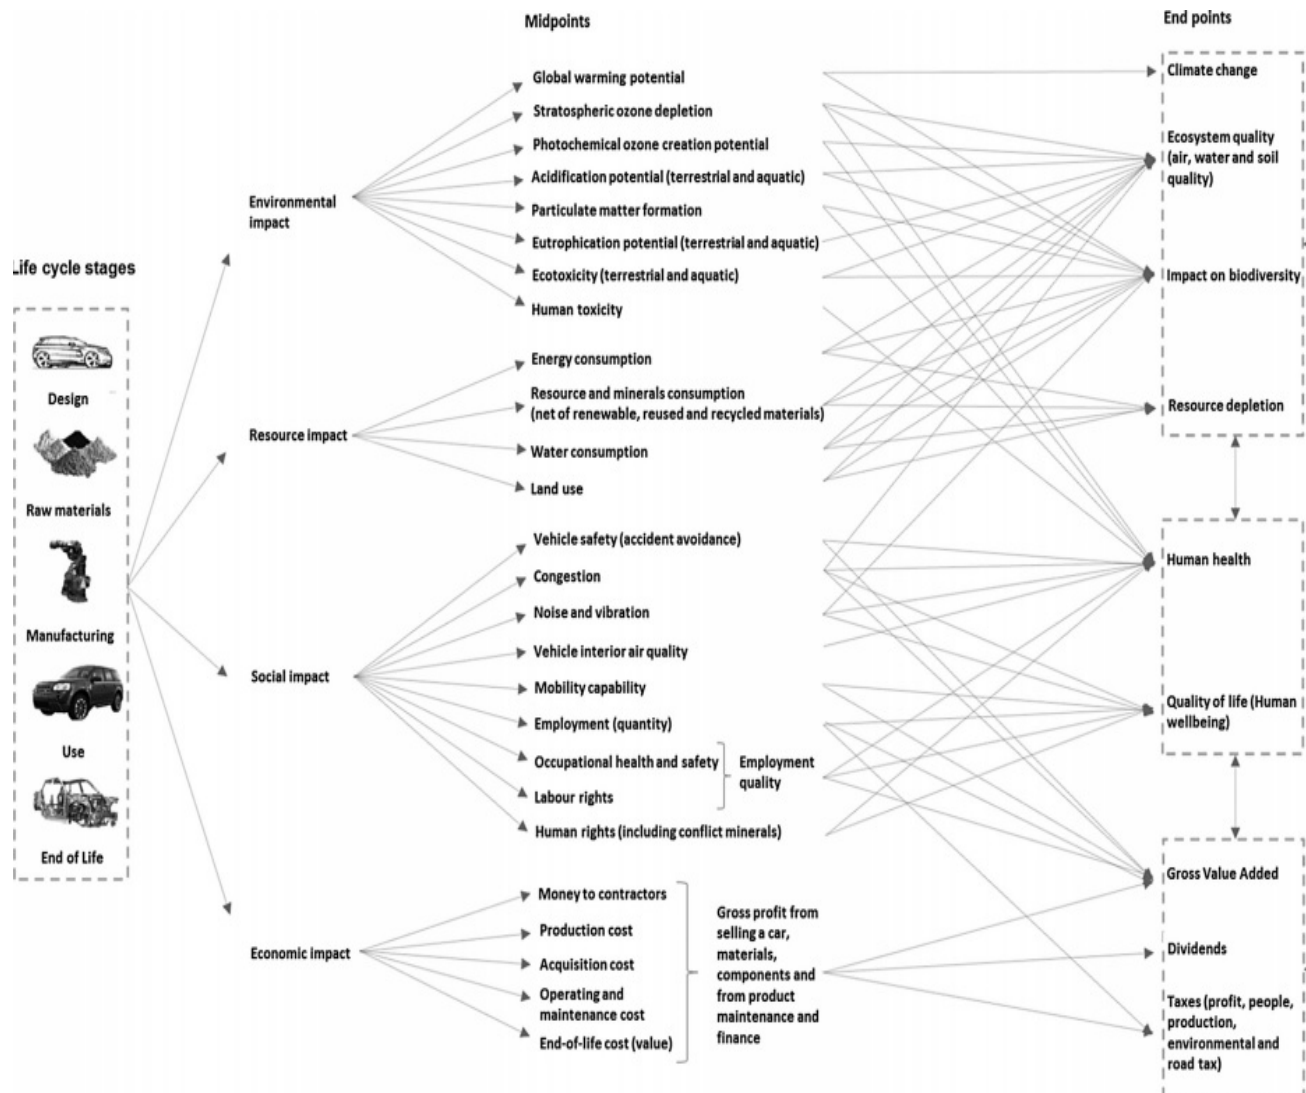 Midpoints
End points
Life cycle stages
Design
Raw materials
Manufacturing
Use
End of Life
Environmental
impact
Resource impact
Social impact
Economic impact
Global warming potential
Stratospheric ozone depletion
Photochemical ozone creation potential
Acidification potential (terrestrial and aquatic)
Particulate matter formation
Eutrophication potential (terrestrial and aquatic)
Ecotoxicity (terrestrial and aquatic)
Human toxicity
Energy consumption
Resource and minerals consumption
(net of renewable, reused and recycled materials)
Water consumption
Land use
Vehicle safety (accident avoidance)
Congestion
Noise and vibration
Vehicle interior air quality
Mobility capability
Employment (quantity)
Occupational health and safety
Labour rights
Employment
quality
Human rights (including conflict minerals)
Money to contractors
Production cost
Acquisition cost
Operating and
maintenance cost
End-of-life cost (value)
Gross profit from
selling a car,
materials,
components and
from product
maintenance and
finance
Climate change
Ecosystem quality
(air, water and soil
quality)
Impact on biodiversity
Resource depletion
Human health
Quality of life (Human
wellbeing)
Gross Value Added
Dividends
Taxes (profit, people,
production,
environmental and
road tax)